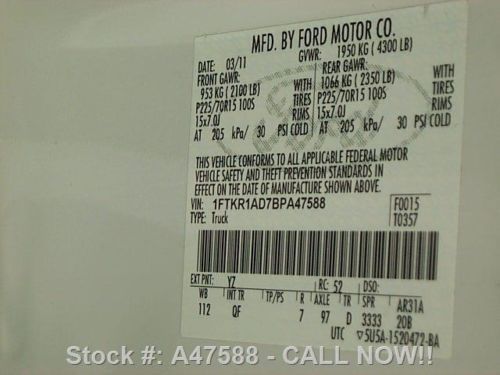 MFD. BY FORD MOTOR CO.
DATE: 03/11 GVWR: 1950 KG ( 4300 LB)
FRONT GAWR: REAR GAWR:
953 KG ( 2100 LB) WITH 1066 KG ( 2350 LB) WITH
P225/70R15 100S TIRES P225/70R15 100S TIRES
15x7.0J RIMS 15x7.0J RIMS
AT 205 kPa/ 30 PSI COLD AT 205 kPa/ 30 PSI COLD
THIS VEHICLE CONFORMS TO ALL APPLICABLE FEDERAL MOTOR
VEHICLE SAFETY AND THEFT PREVENTION STANDARDS IN
EFFECT ON THE DATE OF MANUFACTURE SHOWN ABOVE.
VIN: 1FTKR1AD7BPA47588 F0015
TYPE: Truck T0357
EXT PNT: YZ RC: 52 DSO:
WB INT TR TP/PS R AXLE TR SPR AR31A
112 QF 7 97 D 3333 20B
UTC ▽5U5A-1520472-BA
Stock #: A47588 - CALL NOW!!